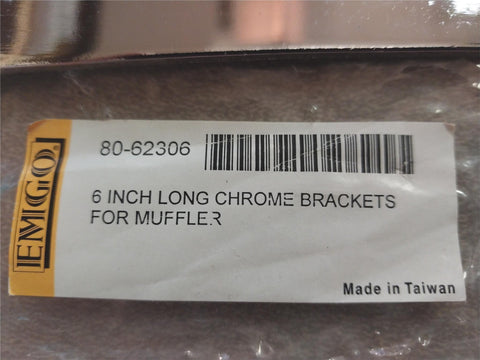 EMGO®
80-62306
6 INCH LONG CHROME BRACKETS
FOR MUFFLER
Made in Taiwan